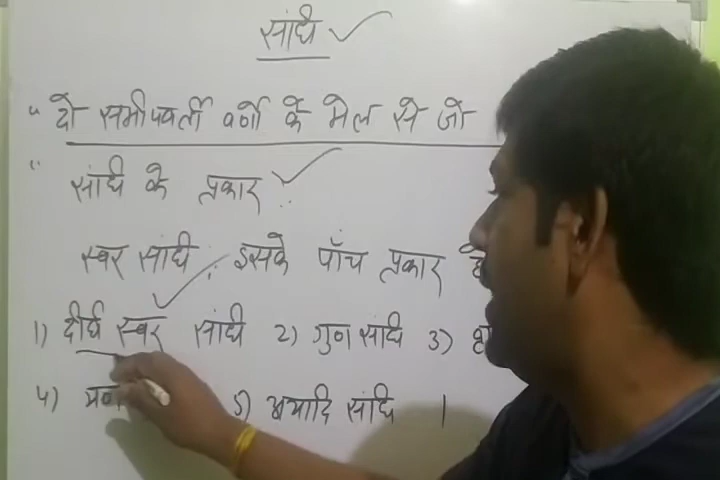 संधि
" दो समीपवर्ती वर्णो के मेल से जो
"
संधि के प्रकार :
स्वर संधी : इसके पाँच प्रकार
1) दीर्घ स्वर संधी 2) गुण संधि 3)
4) 5) अयादि संधि ।